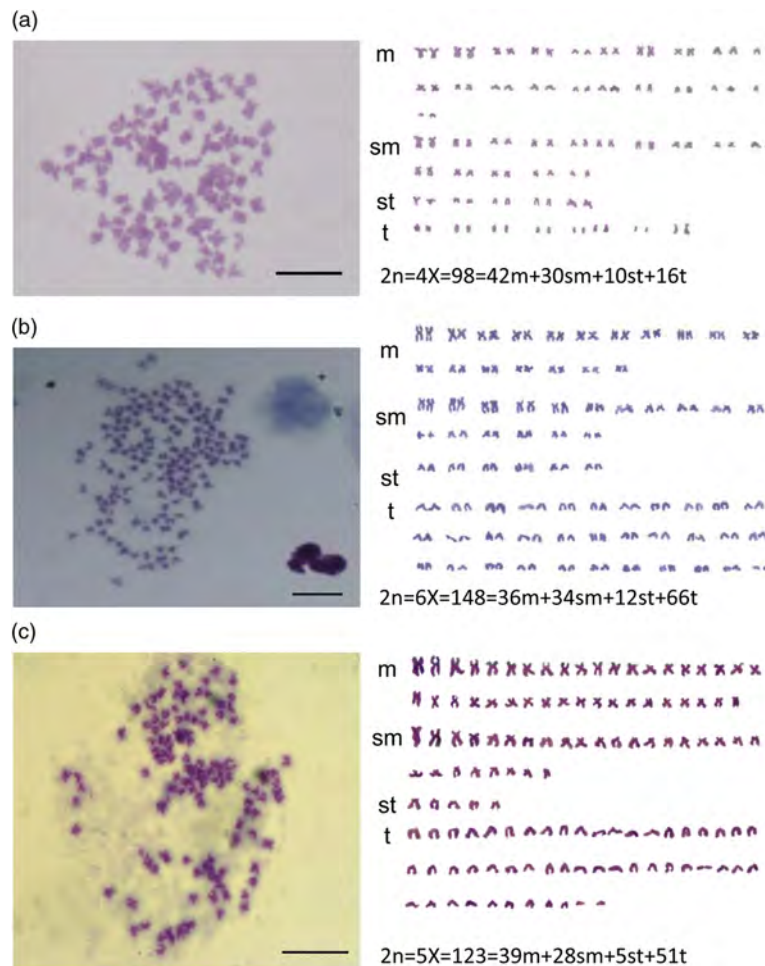 (a)
m
sm
st
t
2n=4X=98=42m+30sm+10st+16t
(b)
m
sm
st
t
2n=6X=148=36m+34sm+12st+66t
(c)
m
sm
st
t
2n=5X=123=39m+28sm+5st+51t